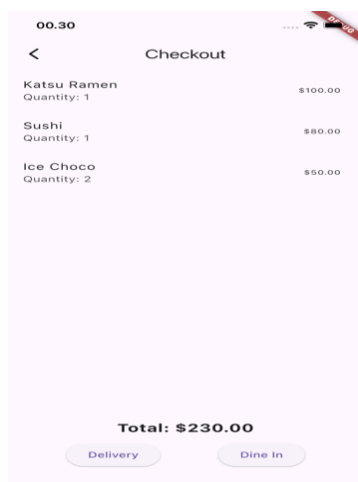 00.30
DEBUG
Checkout
Katsu Ramen
Quantity: 1
$100.00
Sushi
Quantity: 1
$80.00
Ice Choco
Quantity: 2
$50.00
Total: $230.00
Delivery
Dine In